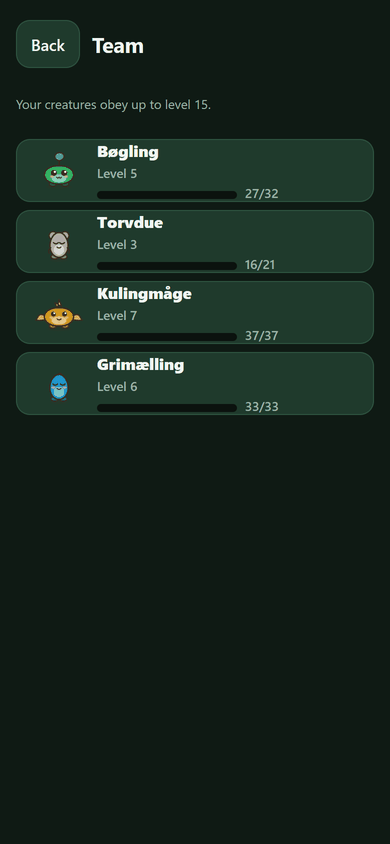 Back
Team
Your creatures obey up to level 15.
Bøgling
Level 5
27/32
Torvdue
Level 3
16/21
Kulingmåge
Level 7
37/37
Grimælling
Level 6
33/33